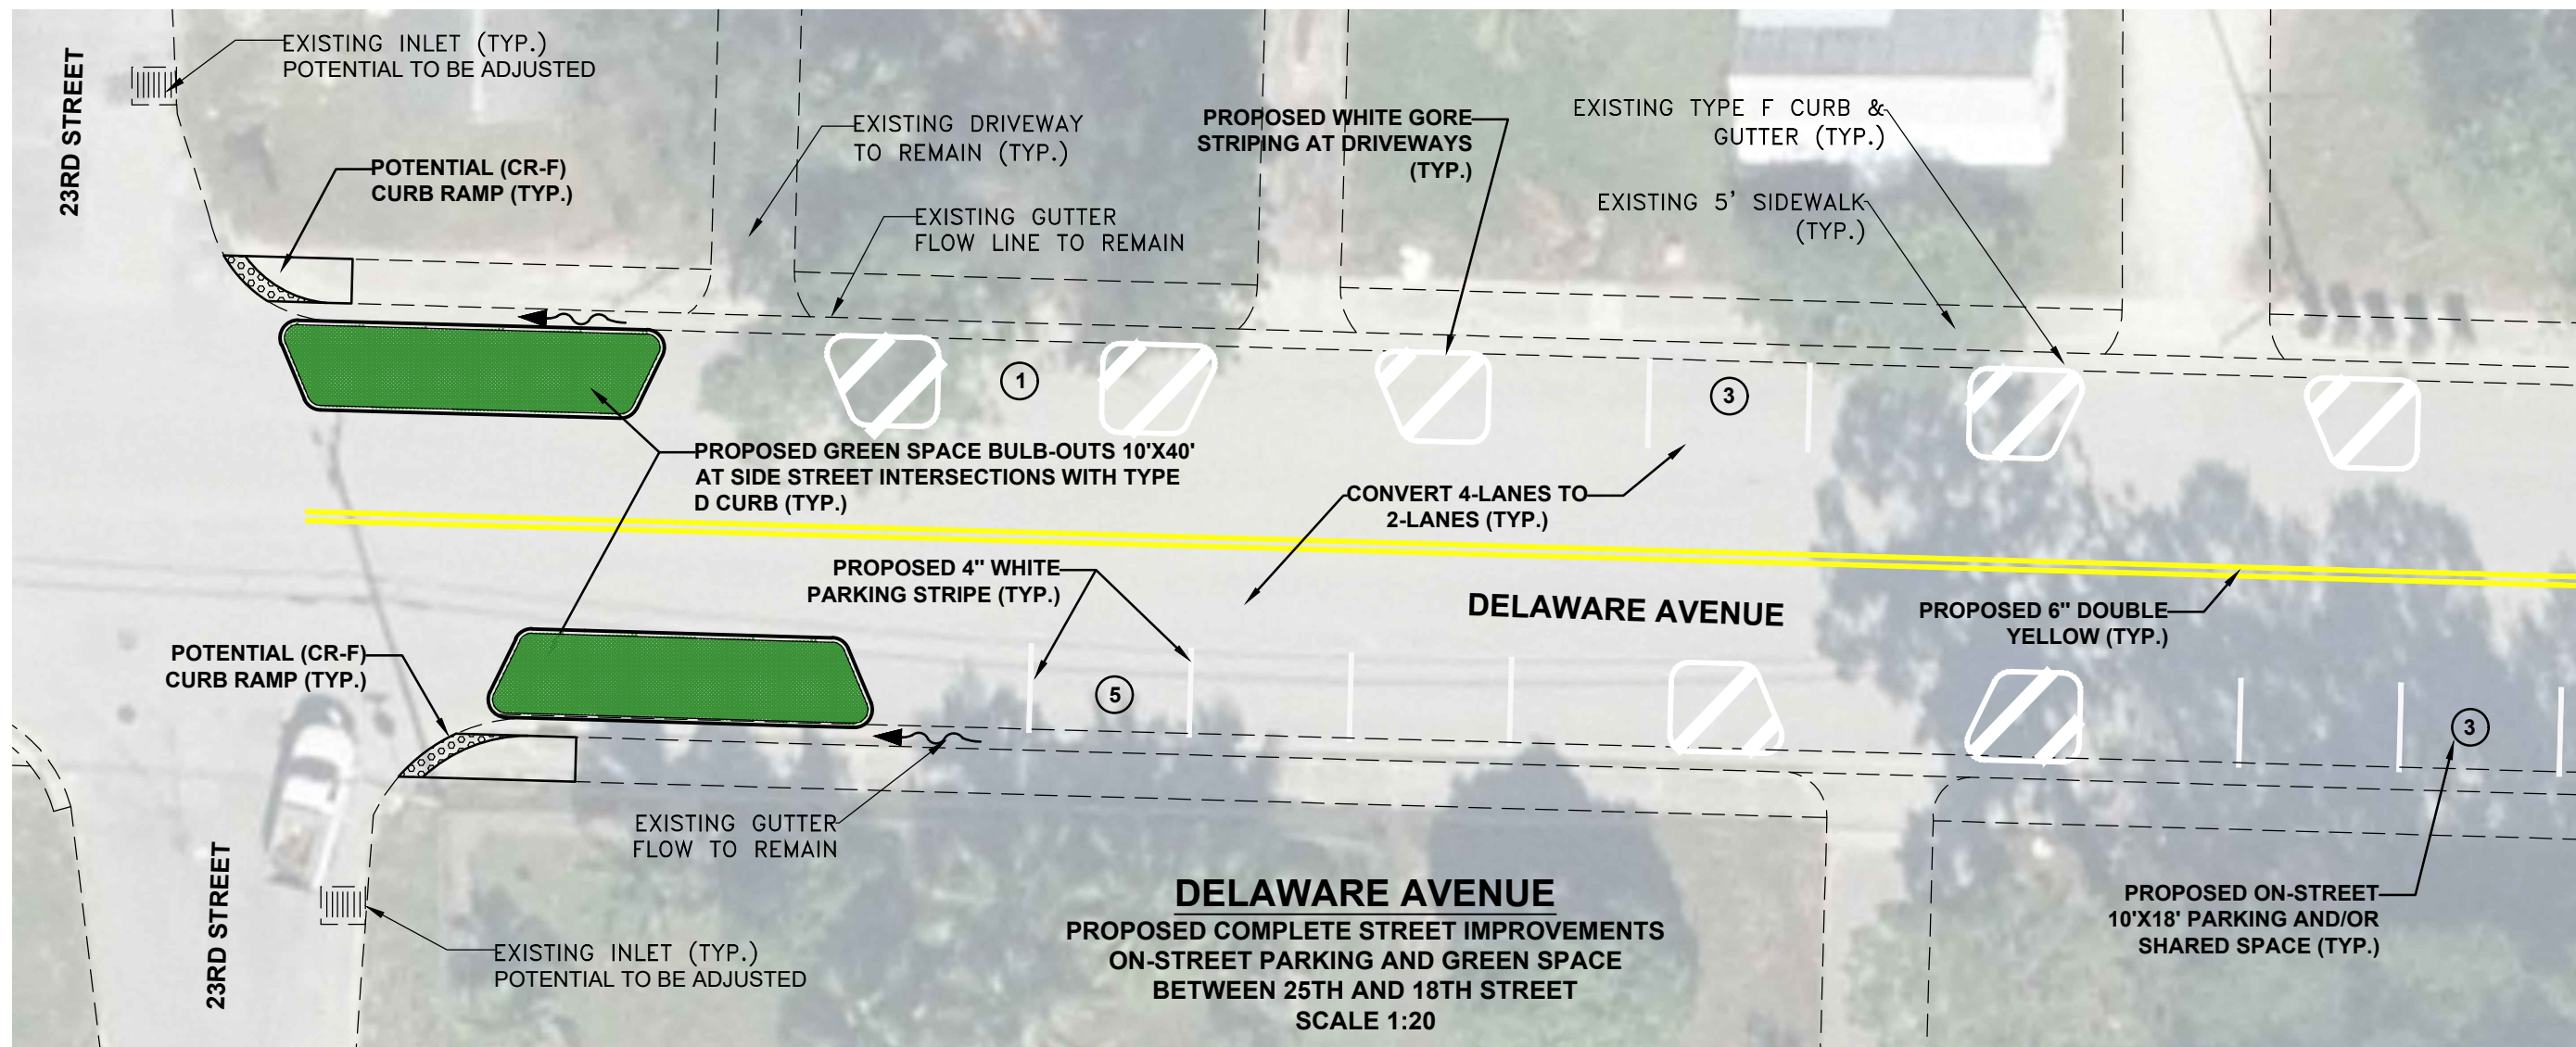 23RD STREET
EXISTING INLET (TYP.)
POTENTIAL TO BE ADJUSTED
POTENTIAL (CR-F)
CURB RAMP (TYP.)
EXISTING DRIVEWAY
TO REMAIN (TYP.)
EXISTING GUTTER
FLOW LINE TO REMAIN
PROPOSED WHITE GORE
STRIPING AT DRIVEWAYS
(TYP.)
EXISTING TYPE F CURB &
GUTTER (TYP.)
EXISTING 5' SIDEWALK
(TYP.)
1
3
PROPOSED GREEN SPACE BULB-OUTS 10'X40'
AT SIDE STREET INTERSECTIONS WITH TYPE
D CURB (TYP.)
CONVERT 4-LANES TO
2-LANES (TYP.)
PROPOSED 4" WHITE
PARKING STRIPE (TYP.)
DELAWARE AVENUE
PROPOSED 6" DOUBLE
YELLOW (TYP.)
POTENTIAL (CR-F)
CURB RAMP (TYP.)
5
3
EXISTING GUTTER
FLOW TO REMAIN
23RD STREET
EXISTING INLET (TYP.)
POTENTIAL TO BE ADJUSTED
DELAWARE AVENUE
PROPOSED COMPLETE STREET IMPROVEMENTS
ON-STREET PARKING AND GREEN SPACE
BETWEEN 25TH AND 18TH STREET
SCALE 1:20
PROPOSED ON-STREET
10'X18' PARKING AND/OR
SHARED SPACE (TYP.)